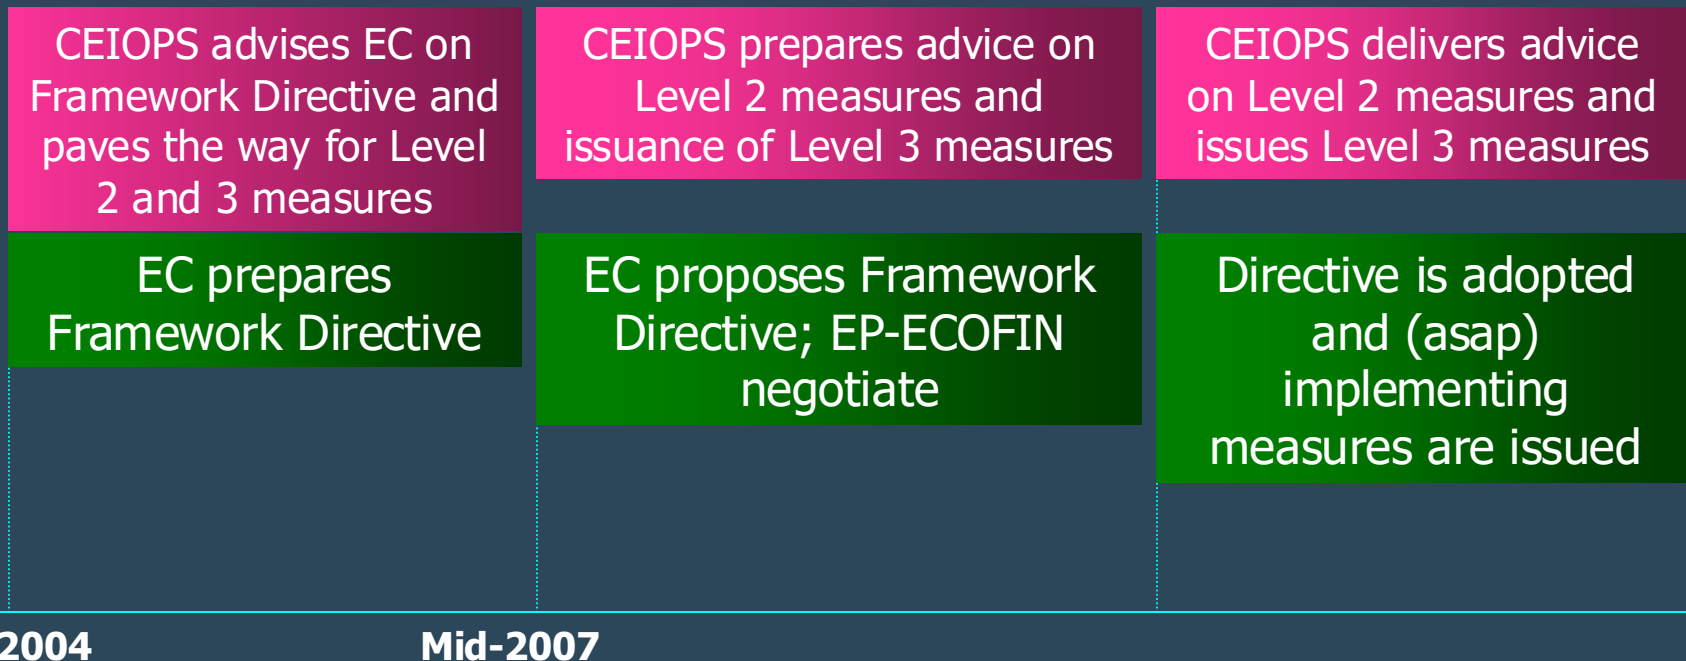 CEIOPS advises EC on
Framework Directive and
paves the way for Level
2 and 3 measures
CEIOPS prepares advice on
Level 2 measures and
issuance of Level 3 measures
CEIOPS delivers advice
on Level 2 measures and
issues Level 3 measures
EC prepares
Framework Directive
EC proposes Framework
Directive; EP-ECOFIN
negotiate
Directive is adopted
and (asap)
implementing
measures are issued
2004
Mid-2007